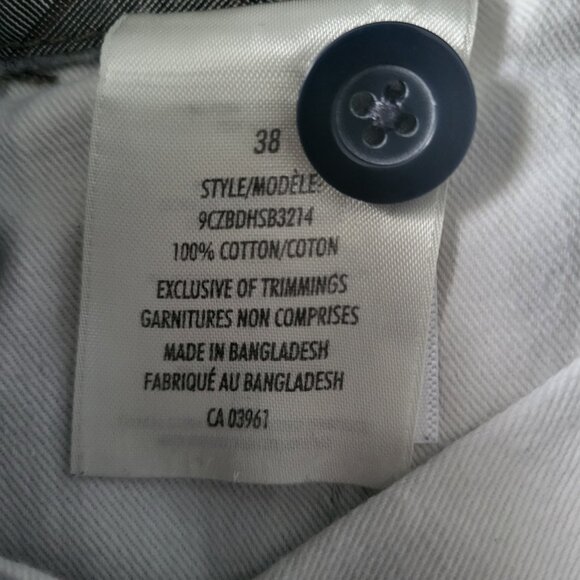 38
STYLE/MODÈLE:
9CZBDHSB3214
100% COTTON/COTON
EXCLUSIVE OF TRIMMINGS
GARNITURES NON COMPRISES
MADE IN BANGLADESH
FABRIQUÉ AU BANGLADESH
CA 03961